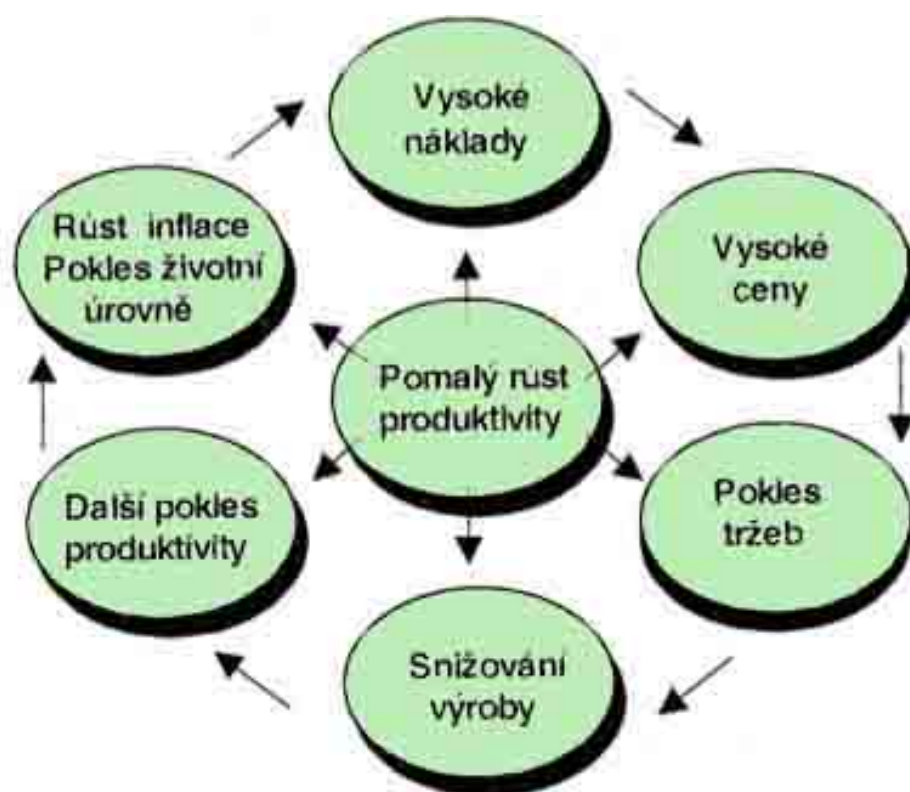 Vysoké
náklady
Vysoké
ceny
Pokles
tržeb
Snižování
výroby
Další pokles
produktivity
Růst inflace
Pokles životní
úrovně
Pomalý růst
produktivity